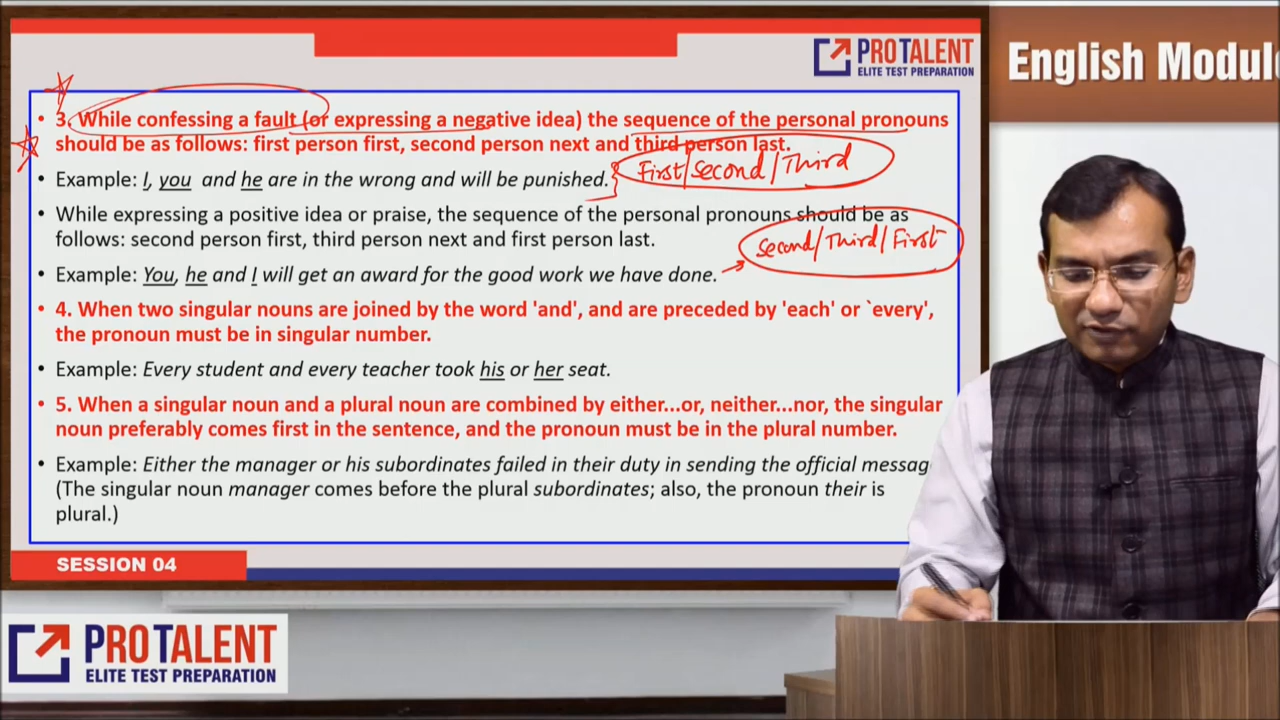 PROTALENT
ELITE TEST PREPARATION
English Module
• 3. While confessing a fault (or expressing a negative idea) the sequence of the personal pronouns
should be as follows: first person first, second person next and third person last.
First/Second/Third
• Example: I, you and he are in the wrong and will be punished.
• While expressing a positive idea or praise, the sequence of the personal pronouns should be as
follows: second person first, third person next and first person last.
Second/Third/First
• Example: You, he and I will get an award for the good work we have done.
• 4. When two singular nouns are joined by the word 'and', and are preceded by 'each' or `every',
the pronoun must be in singular number.
• Example: Every student and every teacher took his or her seat.
• 5. When a singular noun and a plural noun are combined by either...or, neither...nor, the singular
noun preferably comes first in the sentence, and the pronoun must be in the plural number.
• Example: Either the manager or his subordinates failed in their duty in sending the official messag
(The singular noun manager comes before the plural subordinates; also, the pronoun their is
plural.)
SESSION 04
PROTALENT
ELITE TEST PREPARATION